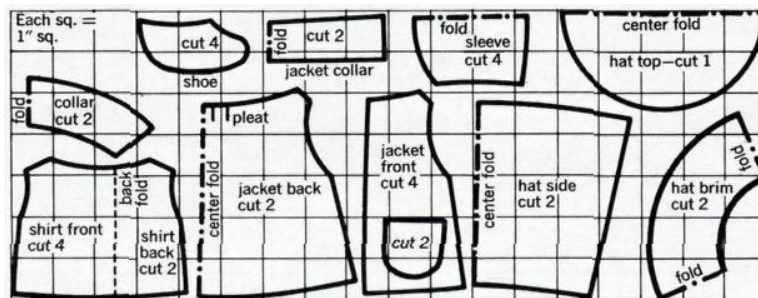 Each sq. =
1" sq.
cut 4
shoe
fold
cut 2
jacket collar
fold
sleeve
cut 4
center fold
hat top—cut 1
fold
collar
cut 2
pleat
center fold
jacket back
cut 2
jacket
front
cut 4
cut 2
center fold
hat side
cut 2
fold
hat brim
cut 2
fold
shirt front
cut 4
back
fold
shirt
back
cut 2